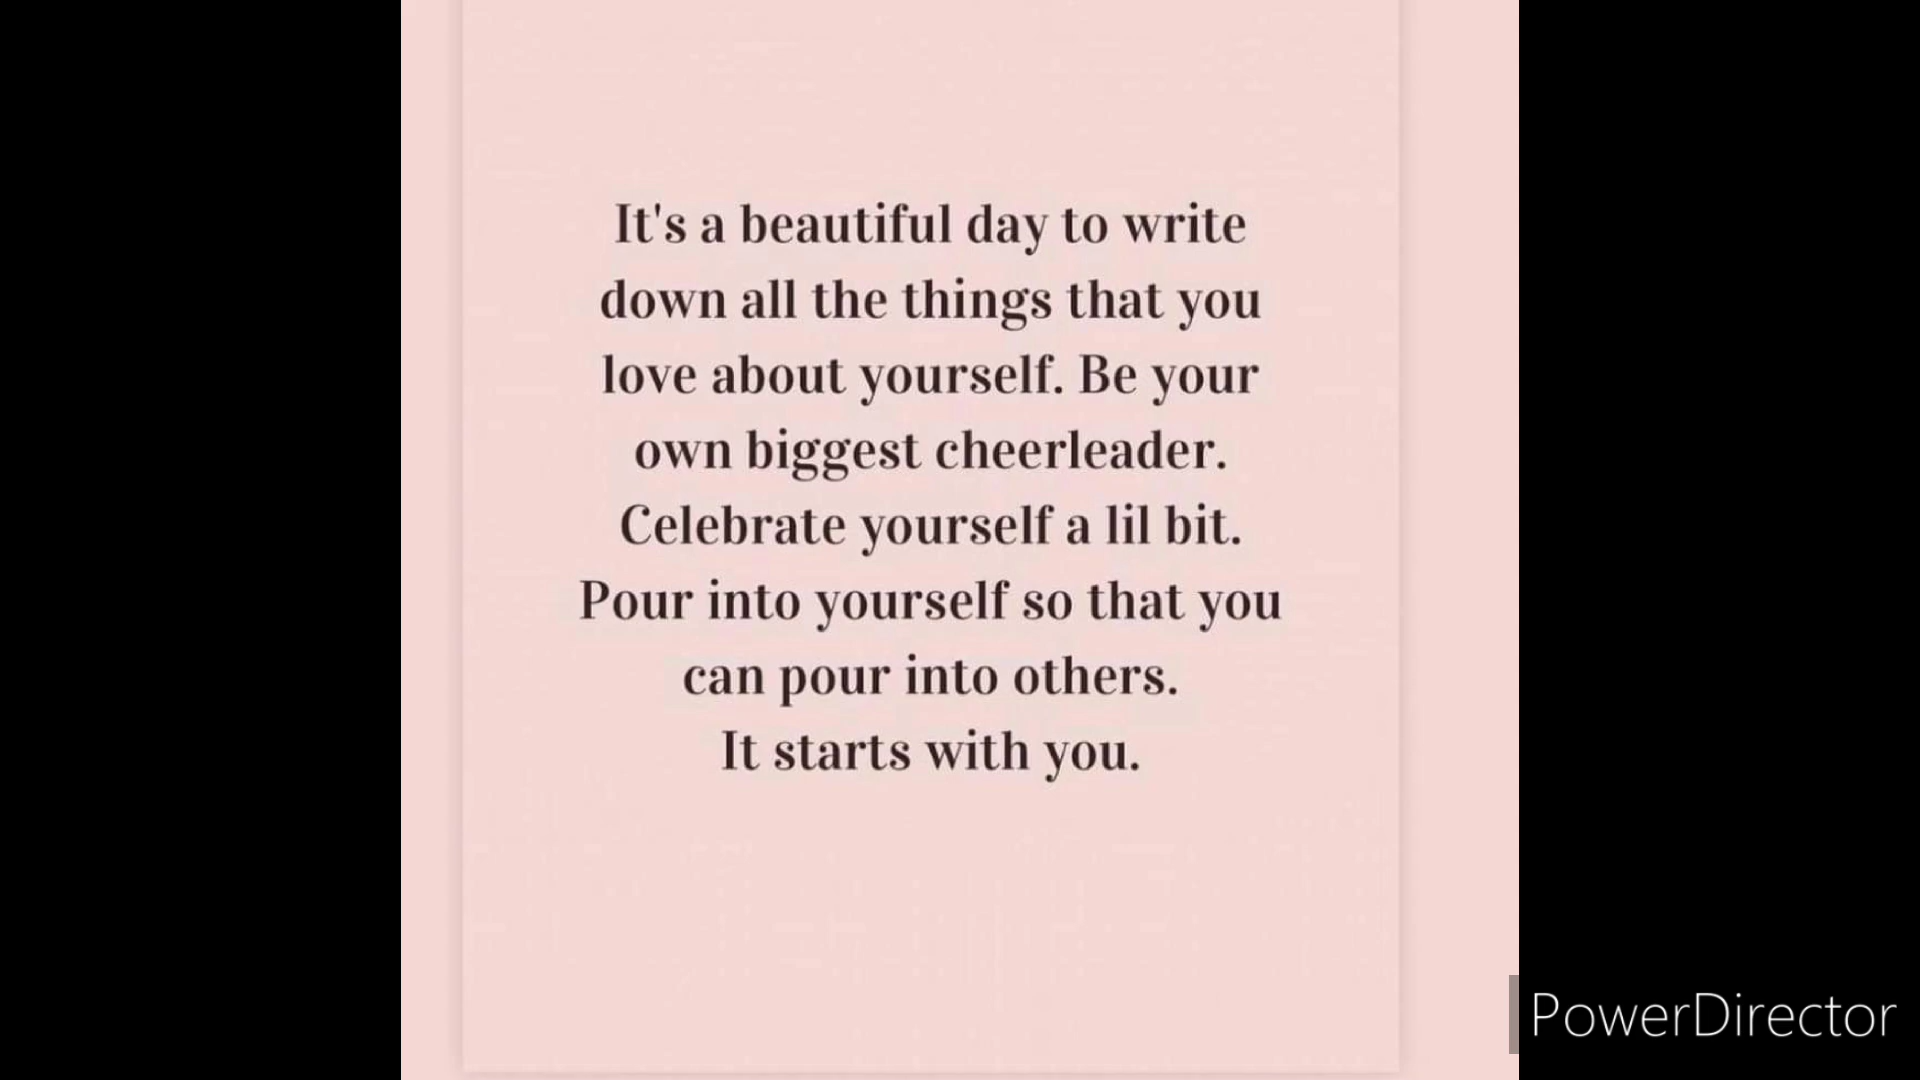 It's a beautiful day to write
down all the things that you
love about yourself. Be your
own biggest cheerleader.
Celebrate yourself a lil bit.
Pour into yourself so that you
can pour into others.
It starts with you.
PowerDirector